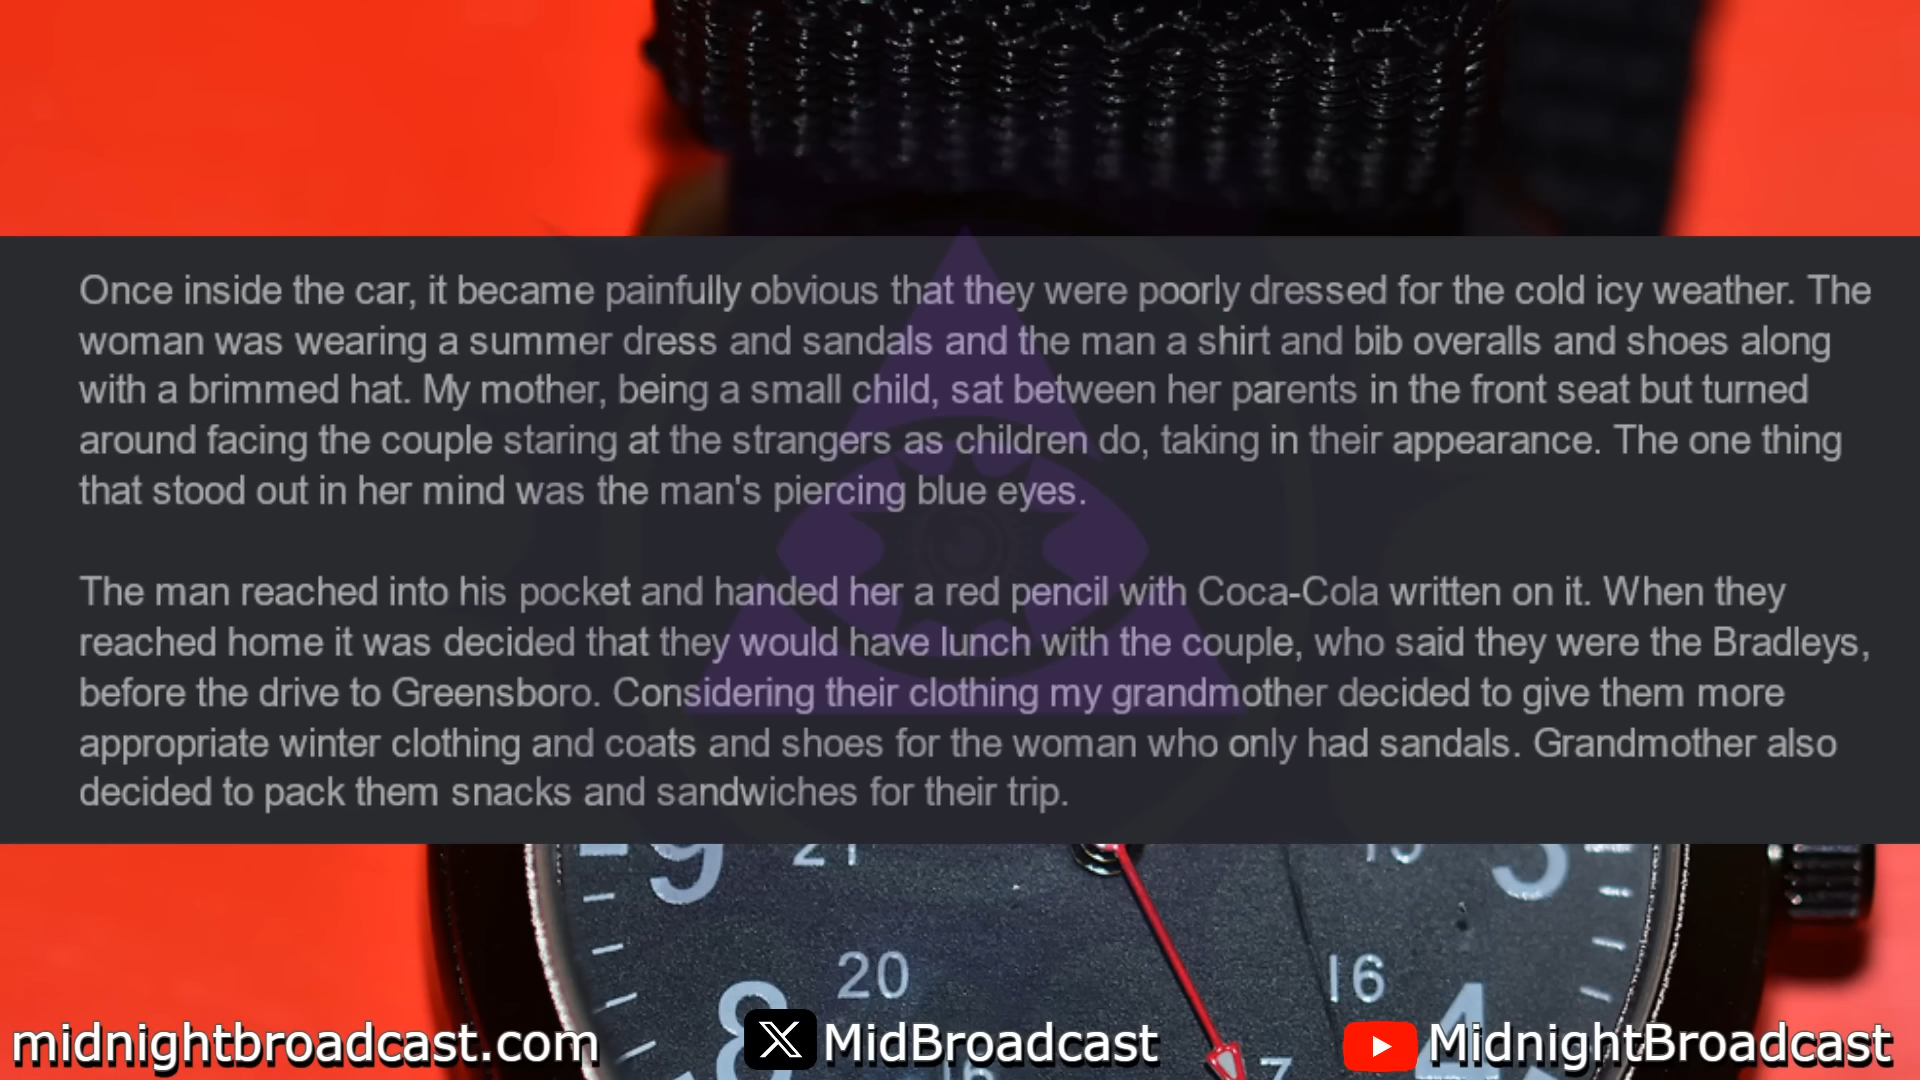 Once inside the car, it became painfully obvious that they were poorly dressed for the cold icy weather. The
woman was wearing a summer dress and sandals and the man a shirt and bib overalls and shoes along
with a brimmed hat. My mother, being a small child, sat between her parents in the front seat but turned
around facing the couple staring at the strangers as children do, taking in their appearance. The one thing
that stood out in her mind was the man's piercing blue eyes.
The man reached into his pocket and handed her a red pencil with Coca-Cola written on it. When they
reached home it was decided that they would have lunch with the couple, who said they were the Bradleys,
before the drive to Greensboro. Considering their clothing my grandmother decided to give them more
appropriate winter clothing and coats and shoes for the woman who only had sandals. Grandmother also
decided to pack them snacks and sandwiches for their trip.
9 21 15 3
20 16
8 4
midnightbroadcast.com MidBroadcast MidnightBroadcast